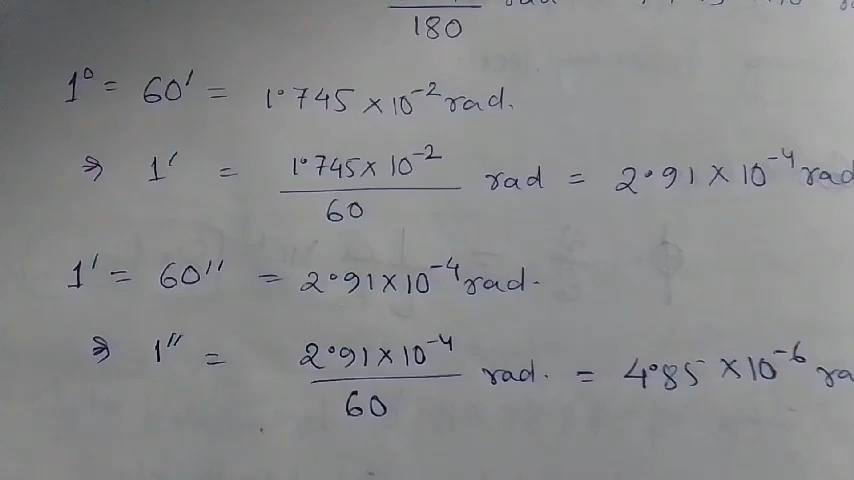 180
1° = 60′ = 1·745 × 10⁻² rad.
⇒ 1′ = 1·745 × 10⁻² / 60 rad = 2·91 × 10⁻⁴ rad
1′ = 60″ = 2·91 × 10⁻⁴ rad.
⇒ 1″ = 2·91 × 10⁻⁴ / 60 rad. = 4·85 × 10⁻⁶ ra